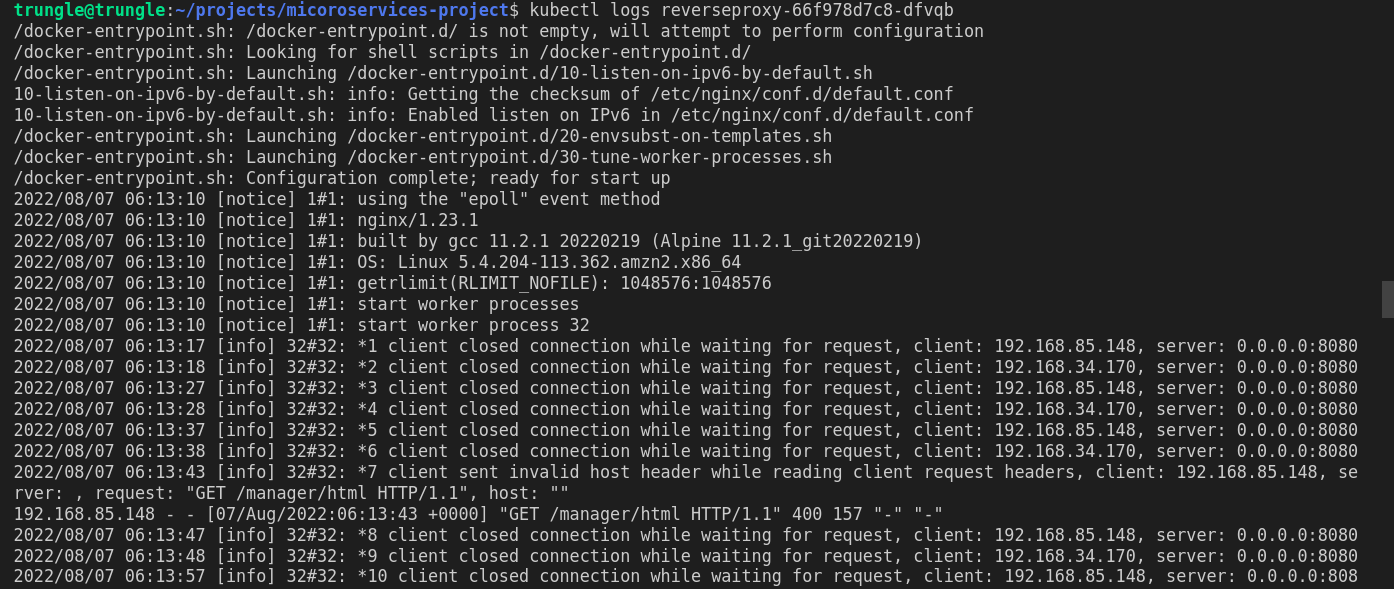 trungle@trungle:~/projects/micoroservices-project$ kubectl logs reverseproxy-66f978d7c8-dfvqb
/docker-entrypoint.sh: /docker-entrypoint.d/ is not empty, will attempt to perform configuration
/docker-entrypoint.sh: Looking for shell scripts in /docker-entrypoint.d/
/docker-entrypoint.sh: Launching /docker-entrypoint.d/10-listen-on-ipv6-by-default.sh
10-listen-on-ipv6-by-default.sh: info: Getting the checksum of /etc/nginx/conf.d/default.conf
10-listen-on-ipv6-by-default.sh: info: Enabled listen on IPv6 in /etc/nginx/conf.d/default.conf
/docker-entrypoint.sh: Launching /docker-entrypoint.d/20-envsubst-on-templates.sh
/docker-entrypoint.sh: Launching /docker-entrypoint.d/30-tune-worker-processes.sh
/docker-entrypoint.sh: Configuration complete; ready for start up
2022/08/07 06:13:10 [notice] 1#1: using the "epoll" event method
2022/08/07 06:13:10 [notice] 1#1: nginx/1.23.1
2022/08/07 06:13:10 [notice] 1#1: built by gcc 11.2.1 20220219 (Alpine 11.2.1_git20220219)
2022/08/07 06:13:10 [notice] 1#1: OS: Linux 5.4.204-113.362.amzn2.x86_64
2022/08/07 06:13:10 [notice] 1#1: getrlimit(RLIMIT_NOFILE): 1048576:1048576
2022/08/07 06:13:10 [notice] 1#1: start worker processes
2022/08/07 06:13:10 [notice] 1#1: start worker process 32
2022/08/07 06:13:17 [info] 32#32: *1 client closed connection while waiting for request, client: 192.168.85.148, server: 0.0.0.0:8080
2022/08/07 06:13:18 [info] 32#32: *2 client closed connection while waiting for request, client: 192.168.34.170, server: 0.0.0.0:8080
2022/08/07 06:13:27 [info] 32#32: *3 client closed connection while waiting for request, client: 192.168.85.148, server: 0.0.0.0:8080
2022/08/07 06:13:28 [info] 32#32: *4 client closed connection while waiting for request, client: 192.168.34.170, server: 0.0.0.0:8080
2022/08/07 06:13:37 [info] 32#32: *5 client closed connection while waiting for request, client: 192.168.85.148, server: 0.0.0.0:8080
2022/08/07 06:13:38 [info] 32#32: *6 client closed connection while waiting for request, client: 192.168.34.170, server: 0.0.0.0:8080
2022/08/07 06:13:43 [info] 32#32: *7 client sent invalid host header while reading client request headers, client: 192.168.85.148, se
rver: , request: "GET /manager/html HTTP/1.1", host: ""
192.168.85.148 - - [07/Aug/2022:06:13:43 +0000] "GET /manager/html HTTP/1.1" 400 157 "-" "-"
2022/08/07 06:13:47 [info] 32#32: *8 client closed connection while waiting for request, client: 192.168.85.148, server: 0.0.0.0:8080
2022/08/07 06:13:48 [info] 32#32: *9 client closed connection while waiting for request, client: 192.168.34.170, server: 0.0.0.0:8080
2022/08/07 06:13:57 [info] 32#32: *10 client closed connection while waiting for request, client: 192.168.85.148, server: 0.0.0.0:808